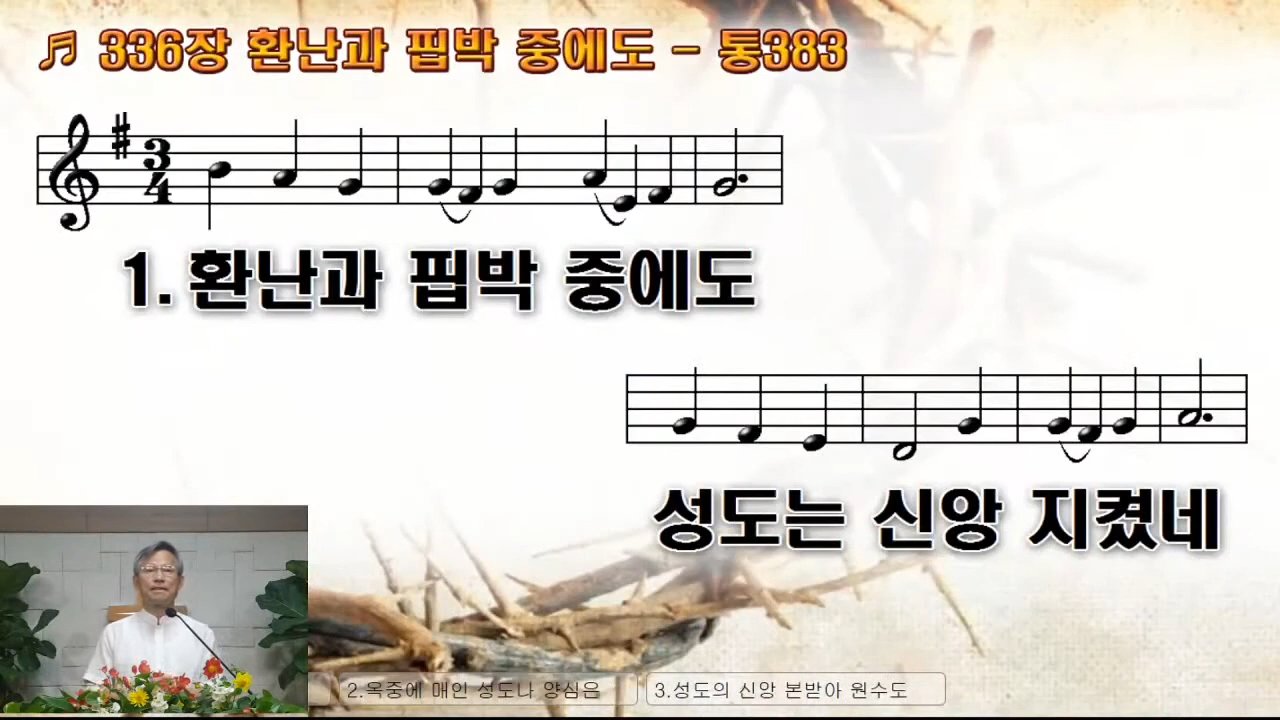 ♬ 336장 환난과 핍박 중에도 – 통383
3
4
1. 환난과 핍박 중에도
성도는 신앙 지켰네
2.옥중에 매인 성도나 양심은
3.성도의 신앙 본받아 원수도